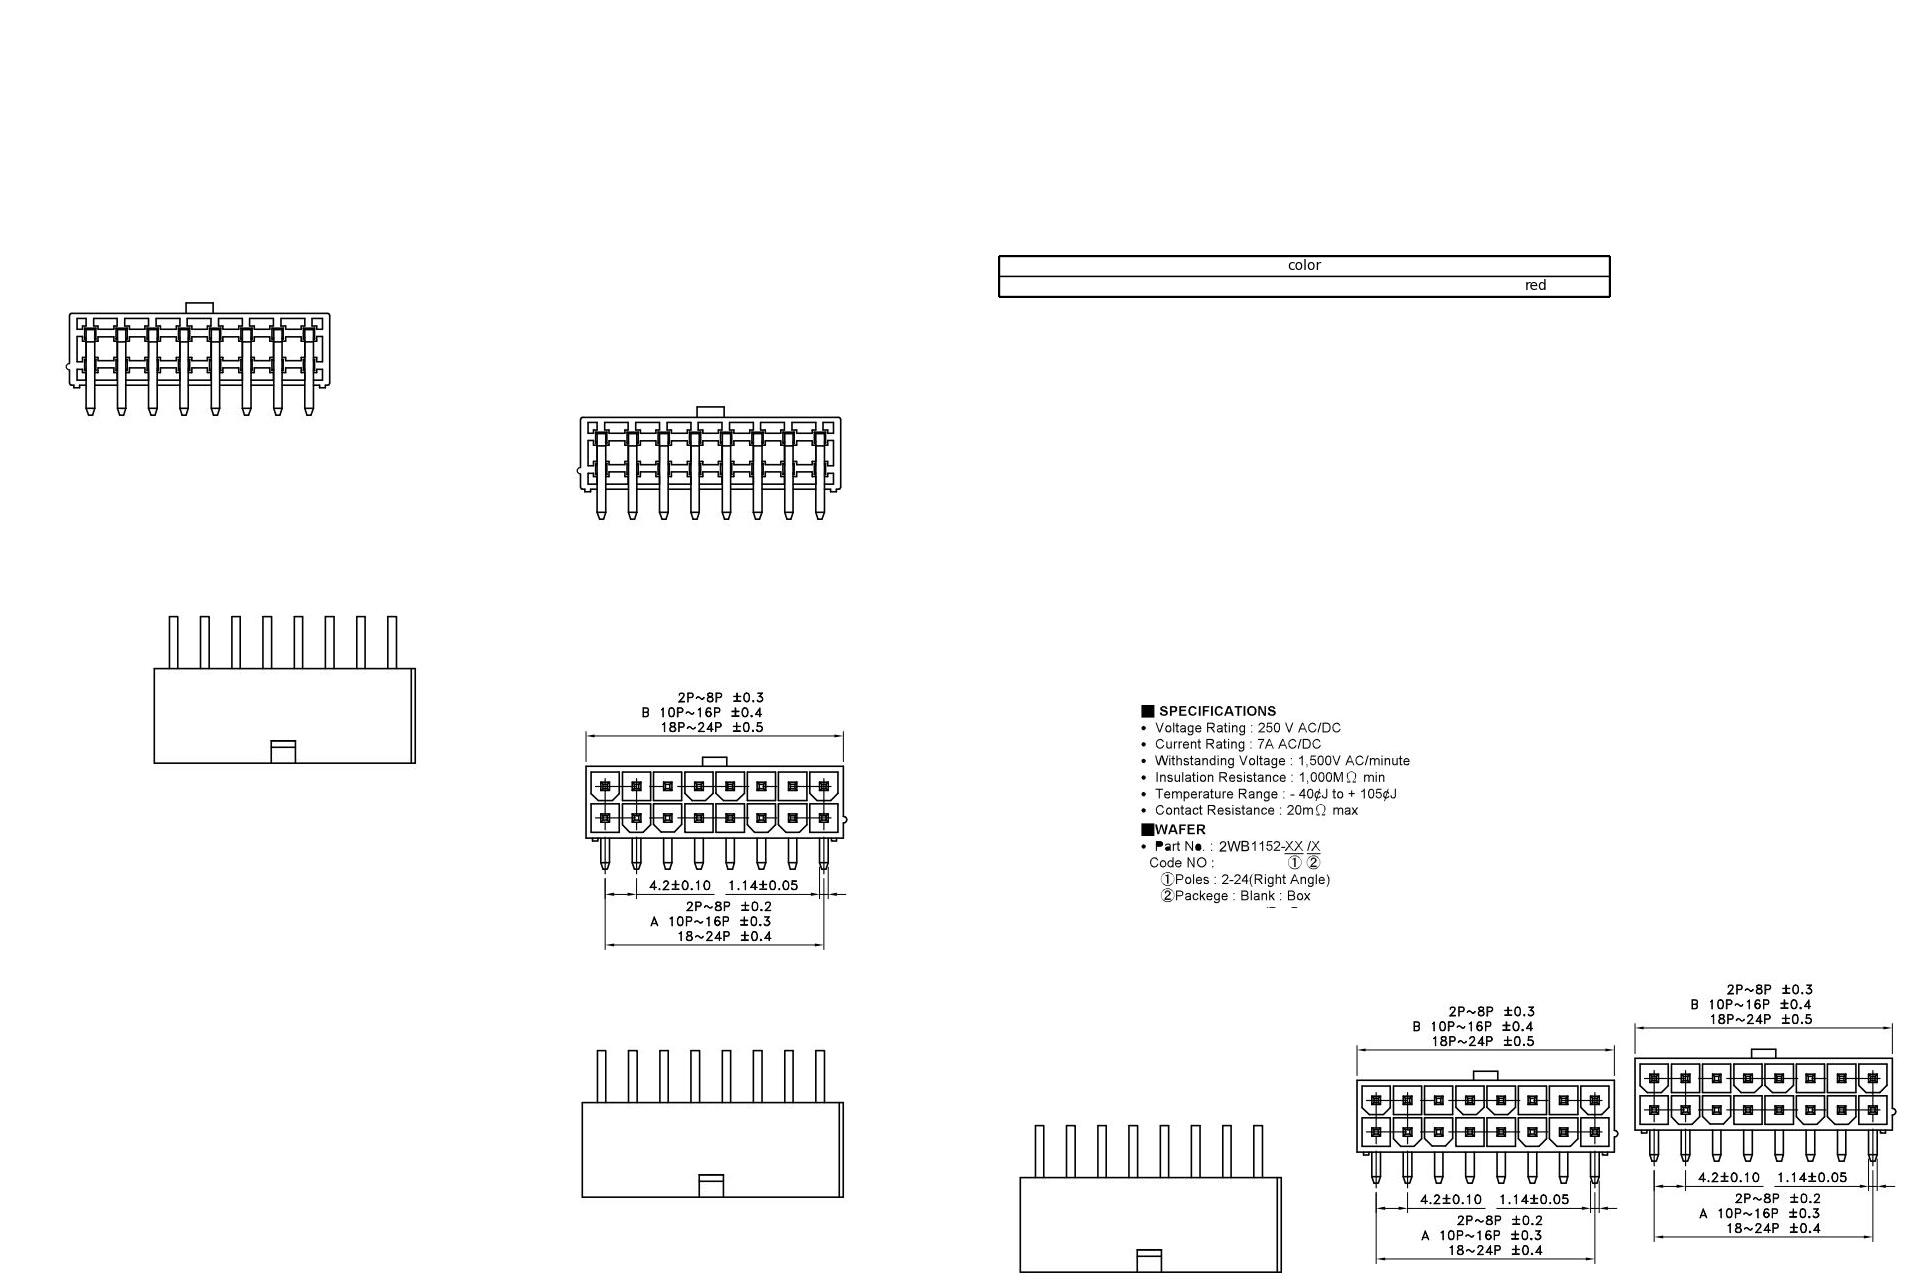 color
red
2P~8P ±0.3
B 10P~16P ±0.4
18P~24P ±0.5
4.2±0.10 1.14±0.05
2P~8P ±0.2
A 10P~16P ±0.3
18~24P ±0.4
■ SPECIFICATIONS
• Voltage Rating : 250 V AC/DC
• Current Rating : 7A AC/DC
• Withstanding Voltage : 1,500V AC/minute
• Insulation Resistance : 1,000MΩ min
• Temperature Range : - 40¢J to + 105¢J
• Contact Resistance : 20mΩ max
■WAFER
• Part No. : 2WB1152-XX /X
Code NO : ① ②
①Poles : 2-24(Right Angle)
②Packege : Blank : Box
2P~8P ±0.3
B 10P~16P ±0.4
18P~24P ±0.5
4.2±0.10 1.14±0.05
2P~8P ±0.2
A 10P~16P ±0.3
18~24P ±0.4
2P~8P ±0.3
B 10P~16P ±0.4
18P~24P ±0.5
4.2±0.10 1.14±0.05
2P~8P ±0.2
A 10P~16P ±0.3
18~24P ±0.4